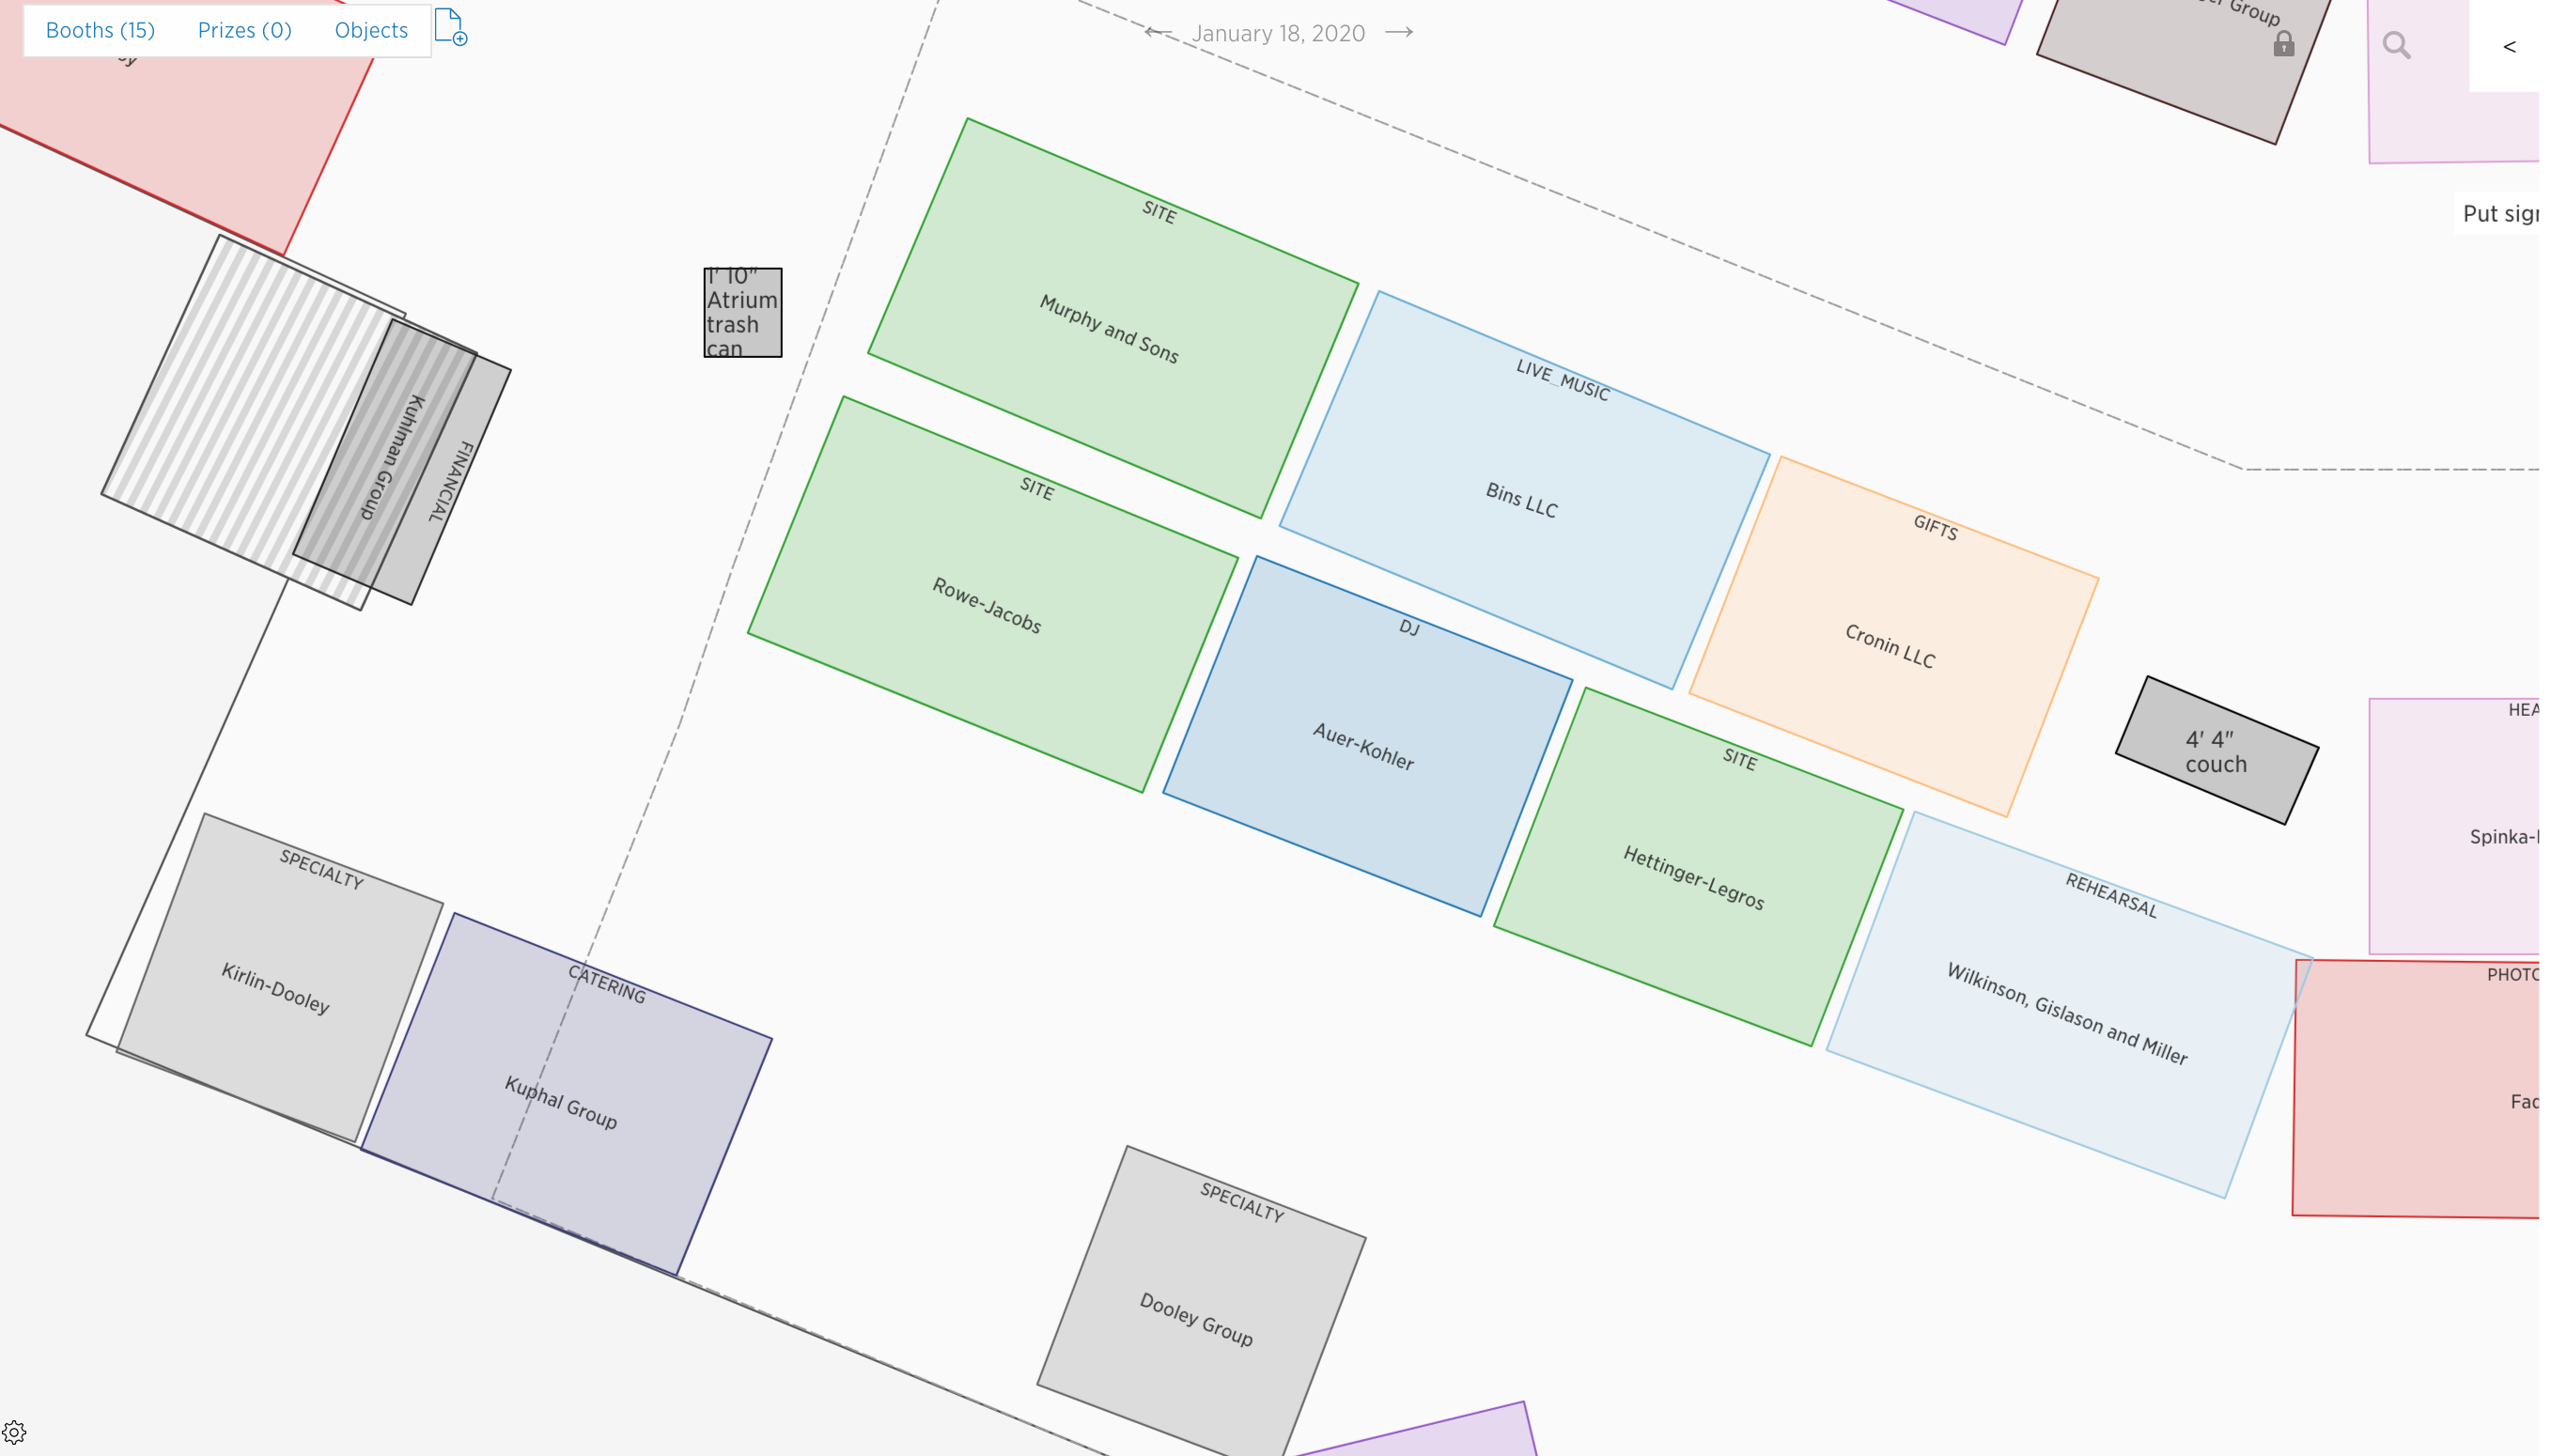 Booths (15) Prizes (0) Objects
January 18, 2020
Group
<
Put
SITE
Murphy and Sons
1' 10"
Atrium
trash
can
LIVE_MUSIC
Bins LLC
Kuhlman Group
FINANCIAL
SITE
Rowe-Jacobs
GIFTS
Cronin LLC
DJ
Auer-Kohler
4' 4"
couch
SITE
Hettinger-Legros
HEA
Spinka-
SPECIALTY
Kirlin-Dooley
REHEARSAL
Wilkinson, Gislason and Miller
CATERING
Kuphal Group
PHOTO
SPECIALTY
Dooley Group